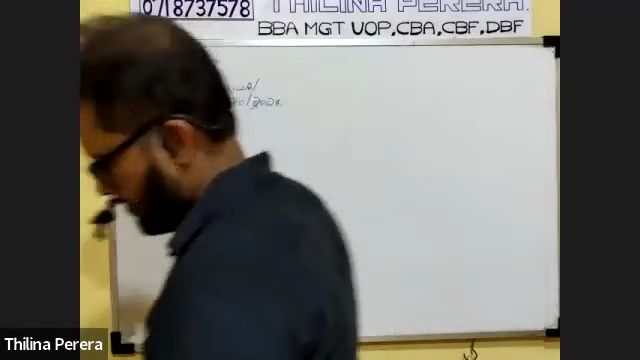 0718737578
THILINA PERERA.
BBA MGT UOP,CBA,CBF,DBF
Thilina Perera